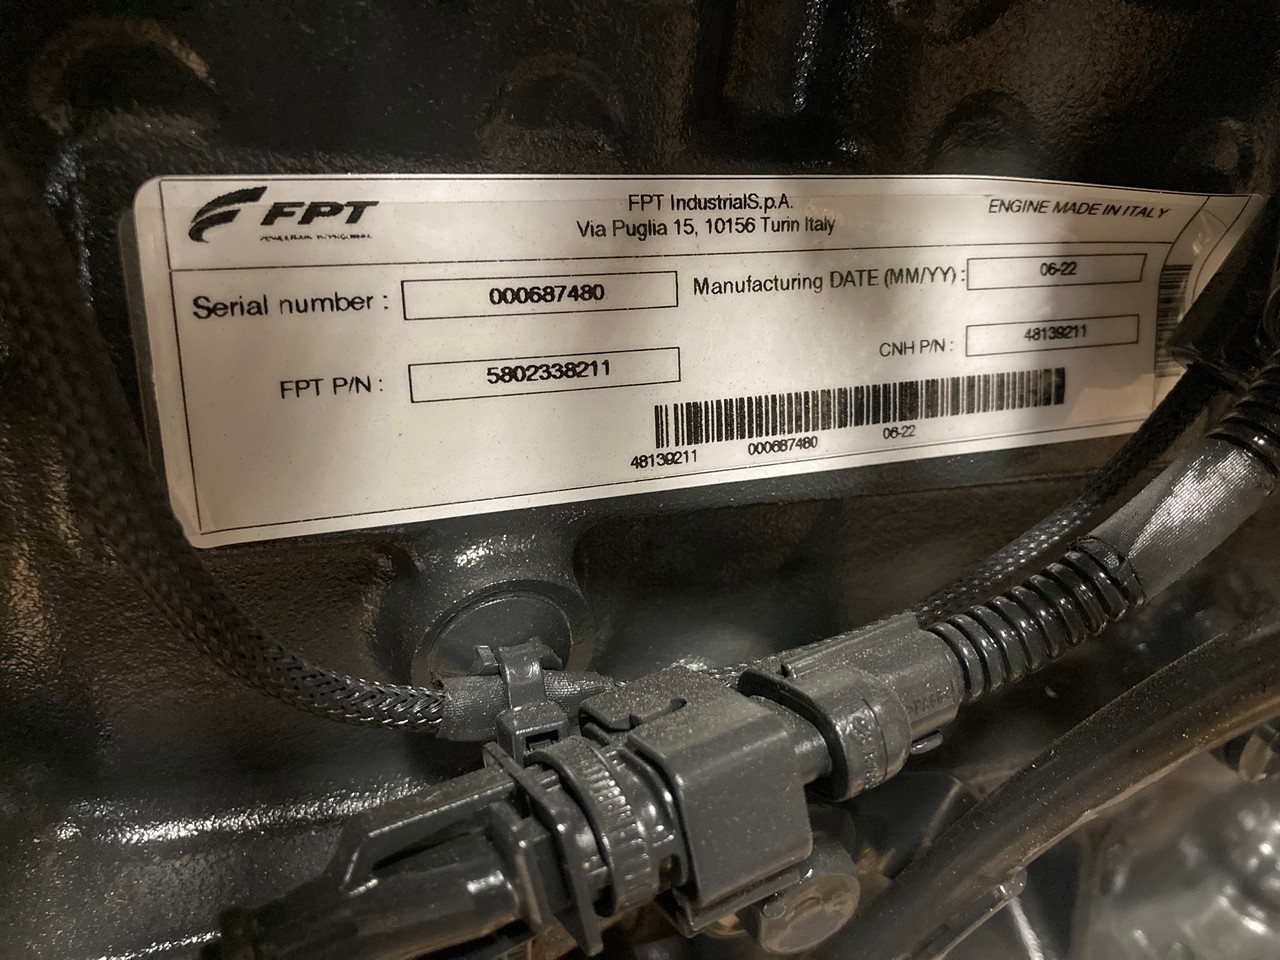 FPT
FPT IndustrialS.p.A.
Via Puglia 15, 10156 Turin Italy
ENGINE MADE IN ITALY
Serial number : 000687480
Manufacturing DATE (MM/YY) : 06-22
FPT P/N : 5802338211
CNH P/N : 48139211
48139211 000687480 06-22